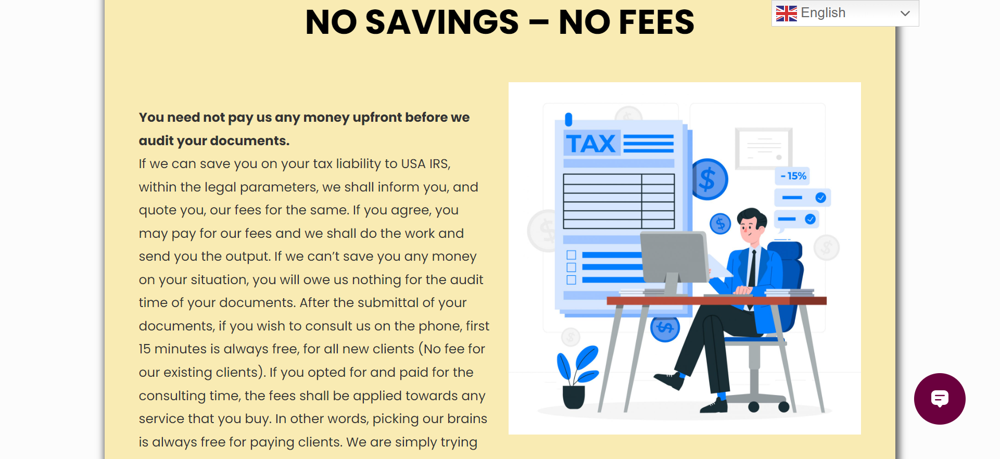 NO SAVINGS – NO FEES
English
You need not pay us any money upfront before we
audit your documents.
If we can save you on your tax liability to USA IRS,
within the legal parameters, we shall inform you, and
quote you, our fees for the same. If you agree, you
may pay for our fees and we shall do the work and
send you the output. If we can’t save you any money
on your situation, you will owe us nothing for the audit
time of your documents. After the submittal of your
documents, if you wish to consult us on the phone, first
15 minutes is always free, for all new clients (No fee for
our existing clients). If you opted for and paid for the
consulting time, the fees shall be applied towards any
service that you buy. In other words, picking our brains
is always free for paying clients. We are simply trying
$
TAX
$
- 15%
$
$
$
$
$